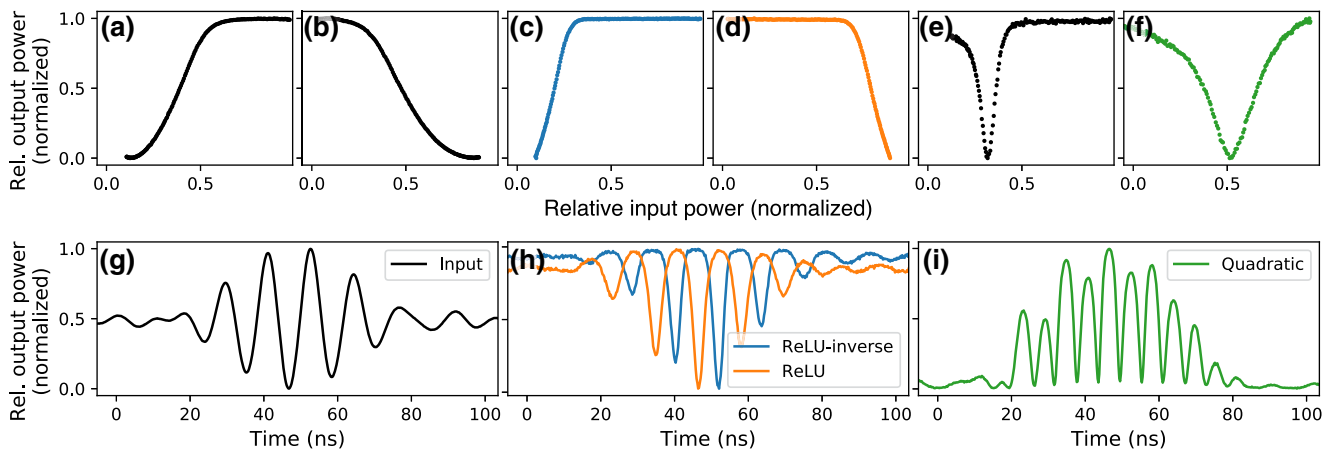 Rel. output power
(normalized)
1.0
0.5
0.0
(a)
(b)
(c)
(d)
(e)
(f)
0.0 0.5 0.0 0.5 0.0 0.5 0.0 0.5 0.0 0.5 0.0 0.5
Relative input power (normalized)
Rel. output power
(normalized)
1.0
0.5
0.0
(g)
Input
(h)
ReLU-inverse
ReLU
(i)
Quadratic
0 20 40 60 80 100 0 20 40 60 80 100 0 20 40 60 80 100
Time (ns) Time (ns) Time (ns)